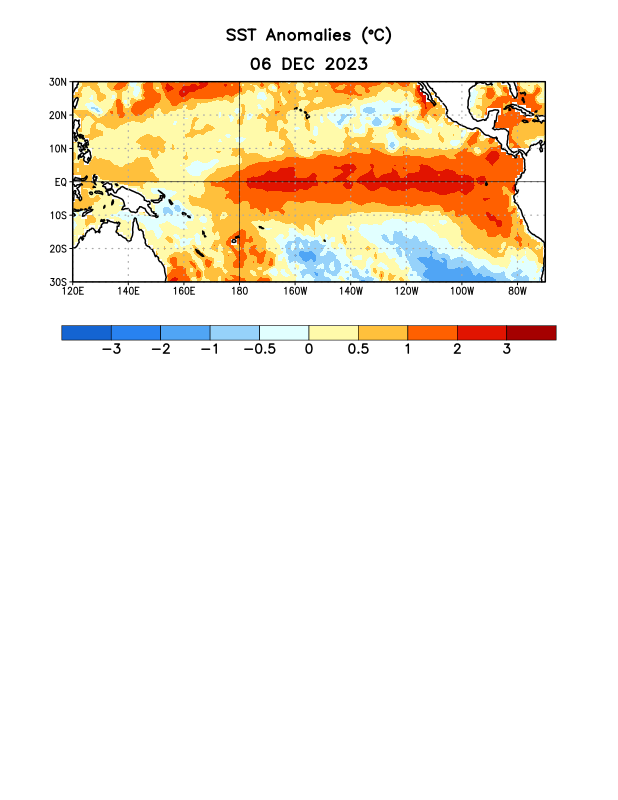 SST Anomalies (°C)
06 DEC 2023
30N
20N
10N
EQ
10S
20S
30S
120E 140E 160E 180 160W 140W 120W 100W 80W
−3 −2 −1 −0.5 0 0.5 1 2 3